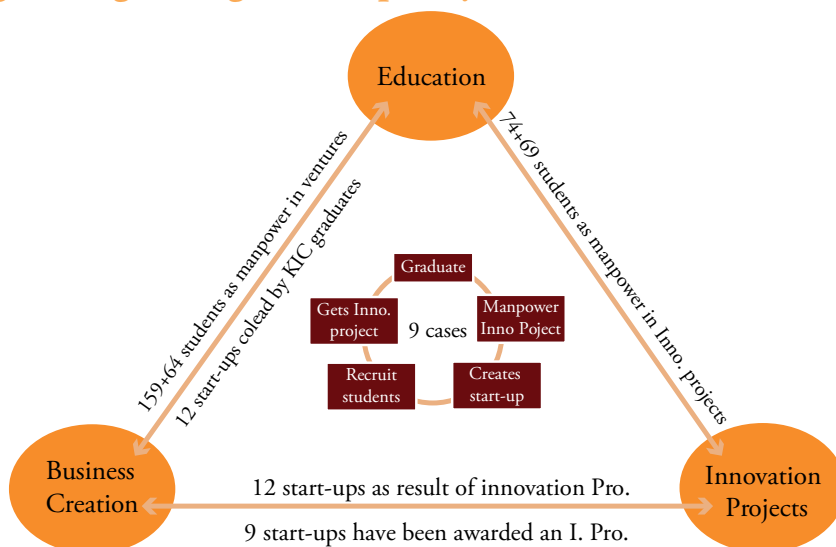 Education
159+64 students as manpower in ventures
12 start-ups colead by KIC graduates
74+69 students as manpower in Inno. projects
Graduate
Gets Inno.
project
9 cases
Manpower
Inno Poject
Recruit
students
Creates
start-up
Business
Creation
12 start-ups as result of innovation Pro.
9 start-ups have been awarded an I. Pro.
Innovation
Projects